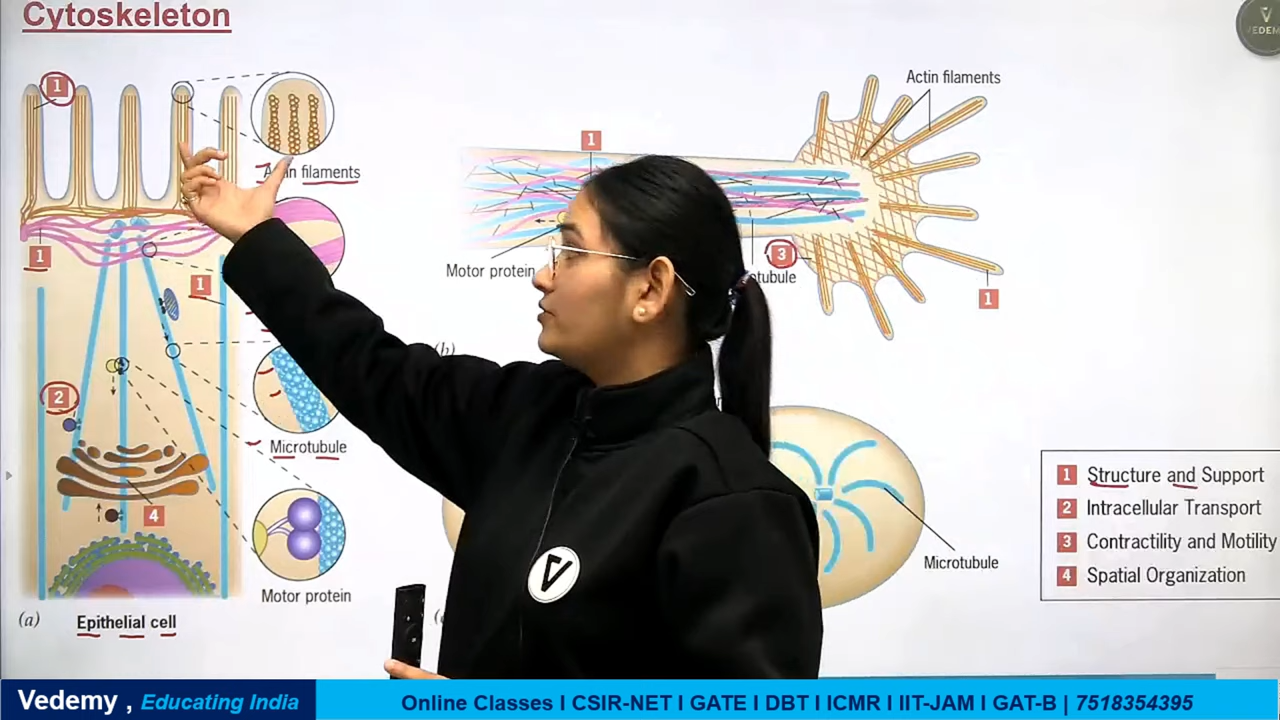 Cytoskeleton
VEDEM
1
Actin filaments
1
filaments
1
1
Motor protein
3
1
2
Microtubule
4
Motor protein
(a)
Epithelial cell
Microtubule
1 Structure and Support
2 Intracellular Transport
3 Contractility and Motility
4 Spatial Organization
Vedemy , Educating India
Online Classes I CSIR-NET I GATE I DBT I ICMR I IIT-JAM I GAT-B | 7518354395